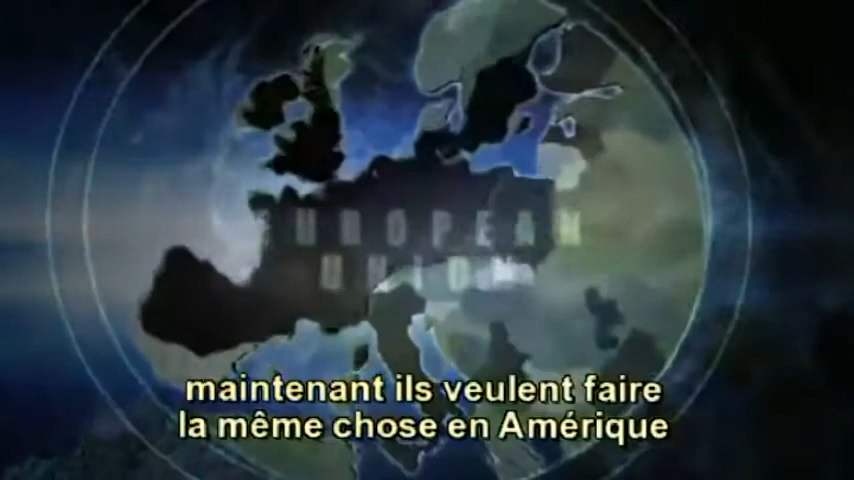 EUROPEAN
UNION
maintenant ils veulent faire
la même chose en Amérique